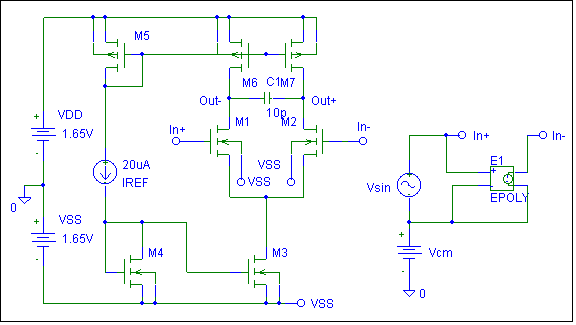 M5
M6
C1
M7
VDD
1.65V
Out-
10p
Out+
In+
M1
M2
In-
In+
In-
20uA
IREF
VSS
VSS
E1
EPOLY
Vsin
0
VSS
1.65V
M4
M3
Vcm
VSS
0